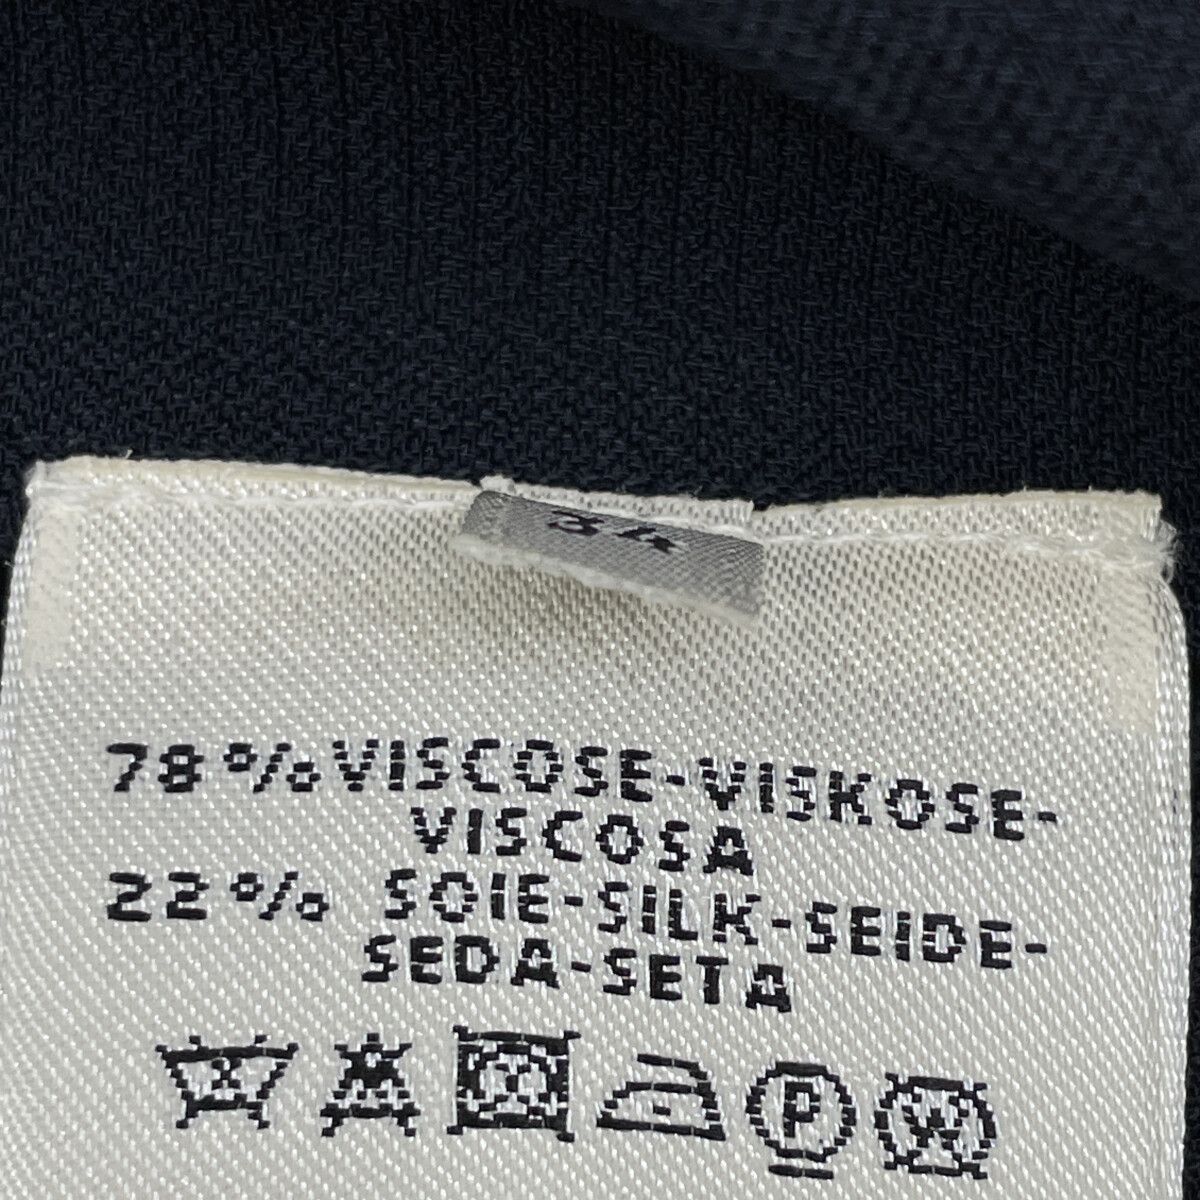 34
78% VISCOSE-VISKOSE-
VISCOSA
22% SOIE-SILK-SEIDE-
SEDA-SETA
P
W